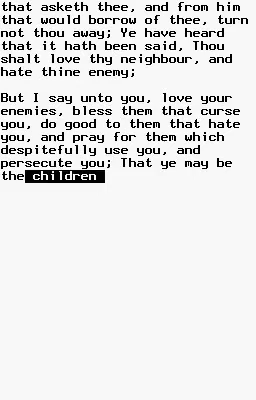 that asketh thee, and from him
that would borrow of thee, turn
not thou away; Ye have heard
that it hath been said, Thou
shalt love thy neighbour, and
hate thine enemy;

But I say unto you, love your
enemies, bless them that curse
you, do good to them that hate
you, and pray for them which
despitefully use you, and
persecute you; That ye may be
the children